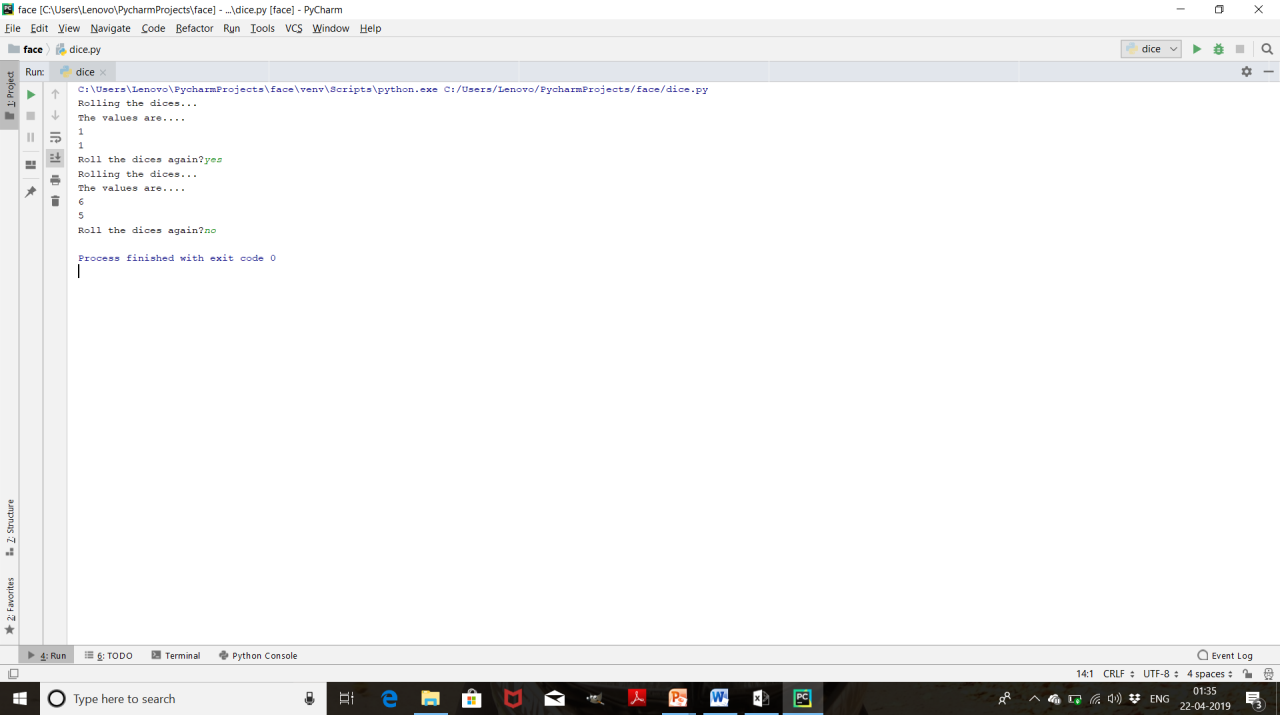 face [C:\Users\Lenovo\PycharmProjects\face] - ...\dice.py [face] - PyCharm
File Edit View Navigate Code Refactor Run Tools VCS Window Help
face dice.py dice
Run: dice
1: Project
C:\Users\Lenovo\PycharmProjects\face\venv\Scripts\python.exe C:/Users/Lenovo/PycharmProjects/face/dice.py
Rolling the dices...
The values are....
1
1
Roll the dices again?yes
Rolling the dices...
The values are....
6
5
Roll the dices again?no
Process finished with exit code 0
7: Structure
2: Favorites
4: Run 6: TODO Terminal Python Console Event Log
14:1 CRLF UTF-8 4 spaces
Type here to search ENG 01:35
22-04-2019 3